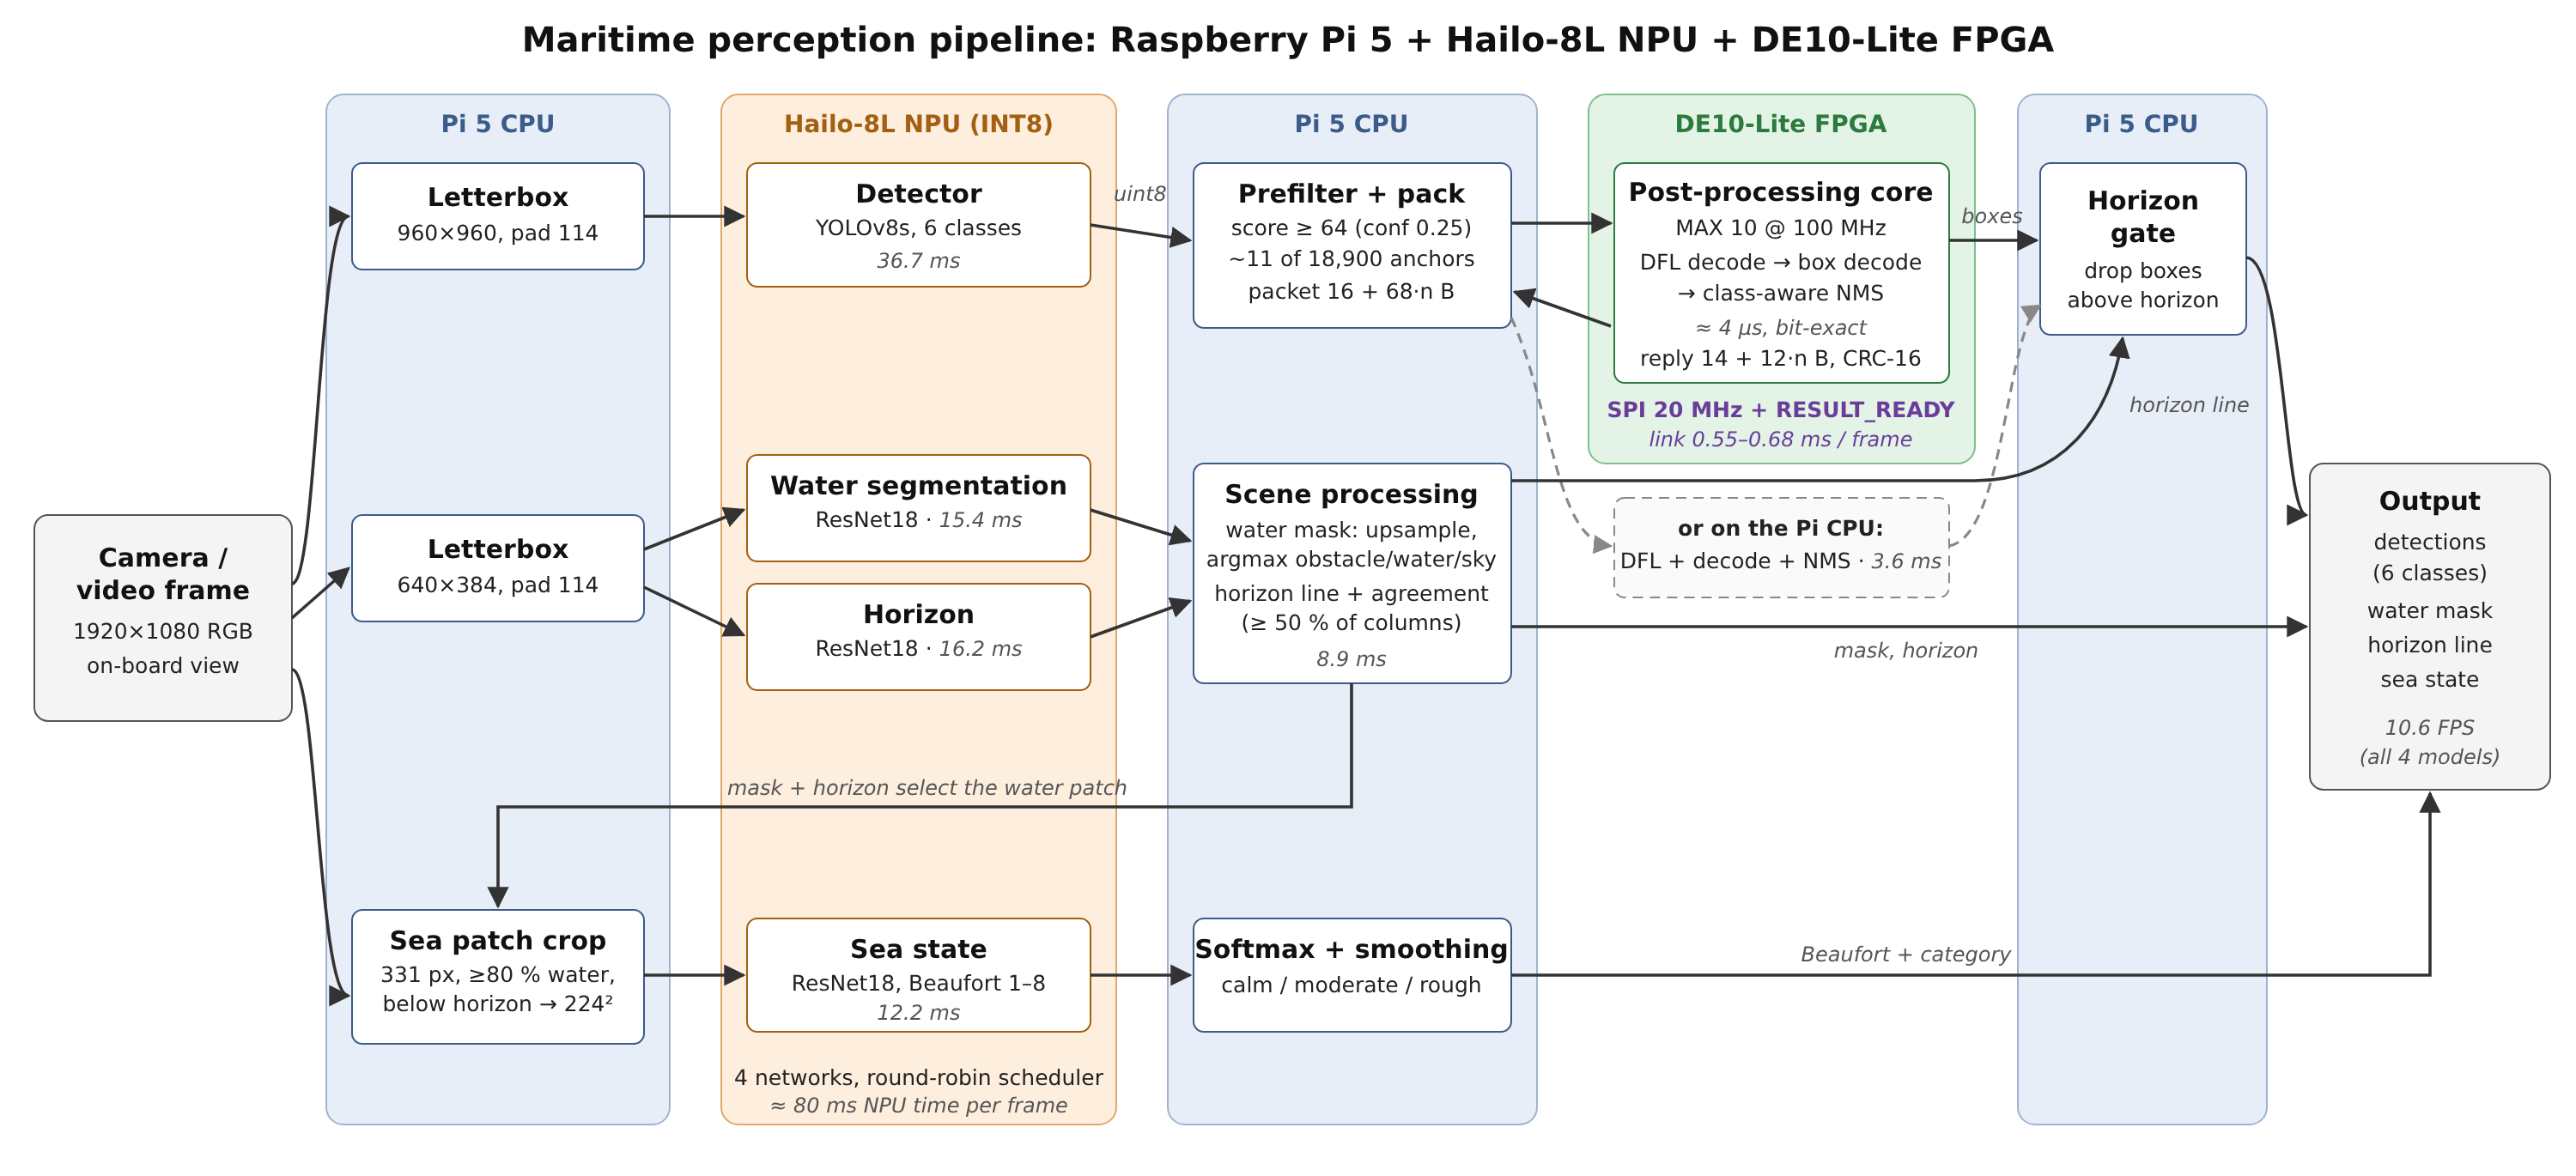 Maritime perception pipeline: Raspberry Pi 5 + Hailo-8L NPU + DE10-Lite FPGA
Camera /
video frame
1920×1080 RGB
on-board view
Pi 5 CPU
Letterbox
960×960, pad 114
Letterbox
640×384, pad 114
Sea patch crop
331 px, ≥80 % water,
below horizon → 224²
Hailo-8L NPU (INT8)
Detector
YOLOv8s, 6 classes
36.7 ms
Water segmentation
ResNet18 · 15.4 ms
Horizon
ResNet18 · 16.2 ms
mask + horizon select the water patch
Sea state
ResNet18, Beaufort 1–8
12.2 ms
4 networks, round-robin scheduler
≈ 80 ms NPU time per frame
uint8
Pi 5 CPU
Prefilter + pack
score ≥ 64 (conf 0.25)
~11 of 18,900 anchors
packet 16 + 68·n B
Scene processing
water mask: upsample,
argmax obstacle/water/sky
horizon line + agreement
(≥ 50 % of columns)
8.9 ms
Softmax + smoothing
calm / moderate / rough
DE10-Lite FPGA
Post-processing core
MAX 10 @ 100 MHz
DFL decode → box decode
→ class-aware NMS
≈ 4 µs, bit-exact
reply 14 + 12·n B, CRC-16
SPI 20 MHz + RESULT_READY
link 0.55–0.68 ms / frame
or on the Pi CPU:
DFL + decode + NMS · 3.6 ms
mask, horizon
Beaufort + category
boxes
Pi 5 CPU
Horizon
gate
drop boxes
above horizon
horizon line
Output
detections
(6 classes)
water mask
horizon line
sea state
10.6 FPS
(all 4 models)